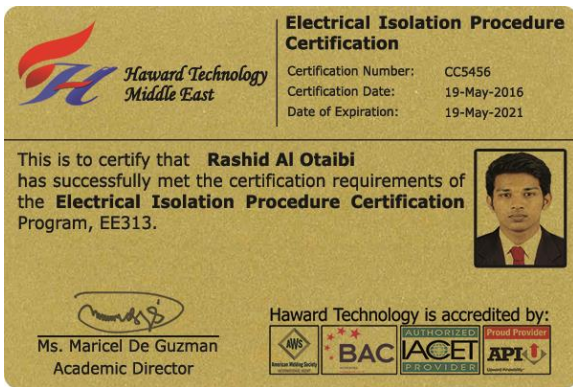 Haward Technology
Middle East
Electrical Isolation Procedure
Certification
Certification Number: CC5456
Certification Date: 19-May-2016
Date of Expiration: 19-May-2021
This is to certify that Rashid Al Otaibi
has successfully met the certification requirements of
the Electrical Isolation Procedure Certification
Program, EE313.
Ms. Maricel De Guzman
Academic Director
Haward Technology is accredited by:
AWS
American Welding Society
BAC
AUTHORIZED
IACET
PROVIDER
Proud Provider
API U